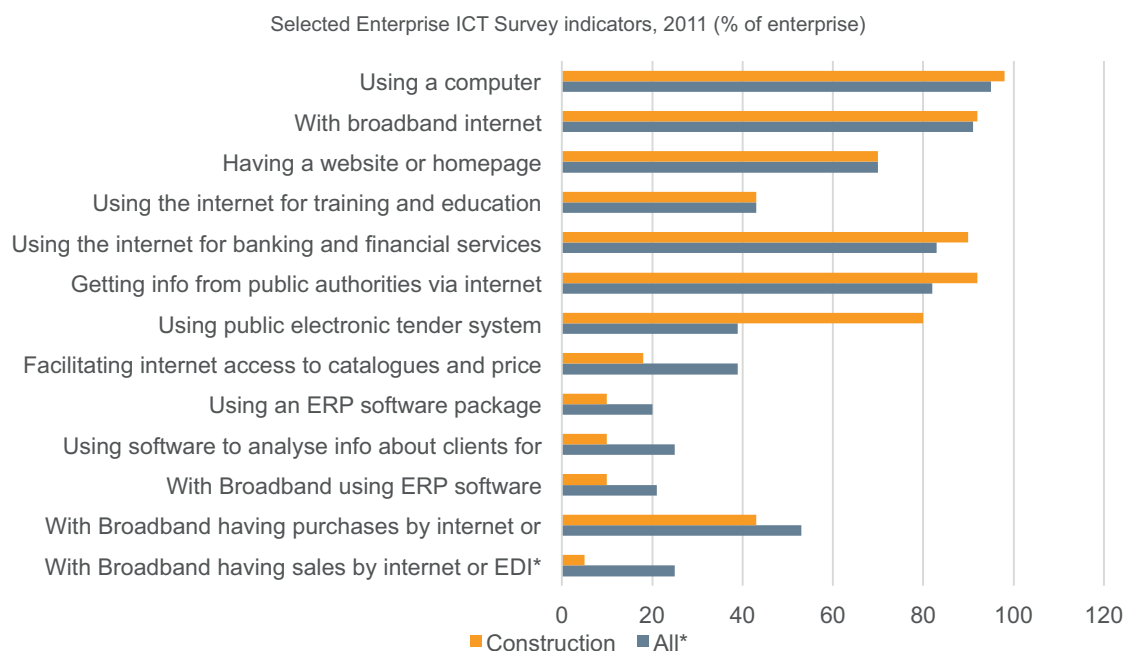 Selected Enterprise ICT Survey indicators, 2011 (% of enterprise)
Using a computer
With broadband internet
Having a website or homepage
Using the internet for training and education
Using the internet for banking and financial services
Getting info from public authorities via internet
Using public electronic tender system
Facilitating internet access to catalogues and price
Using an ERP software package
Using software to analyse info about clients for
With Broadband using ERP software
With Broadband having purchases by internet or
With Broadband having sales by internet or EDI*
0 20 40 60 80 100 120
Construction All*